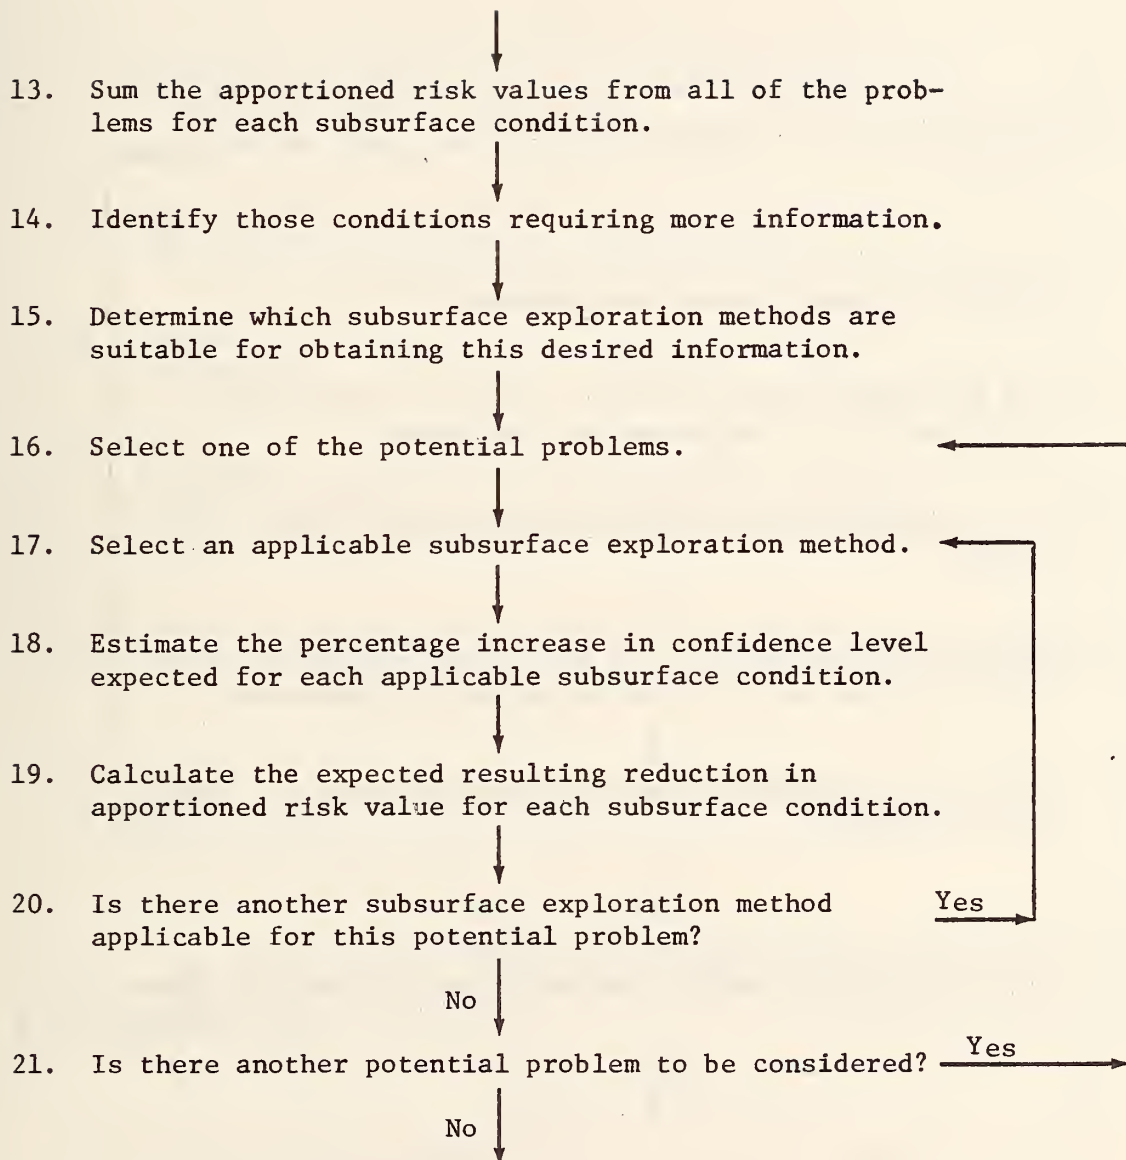 13. Sum the apportioned risk values from all of the prob-
lems for each subsurface condition.
14. Identify those conditions requiring more information.
15. Determine which subsurface exploration methods are
suitable for obtaining this desired information.
16. Select one of the potential problems.
17. Select an applicable subsurface exploration method.
18. Estimate the percentage increase in confidence level
expected for each applicable subsurface condition.
19. Calculate the expected resulting reduction in
apportioned risk value for each subsurface condition.
20. Is there another subsurface exploration method Yes
applicable for this potential problem?
No
21. Is there another potential problem to be considered? Yes
No